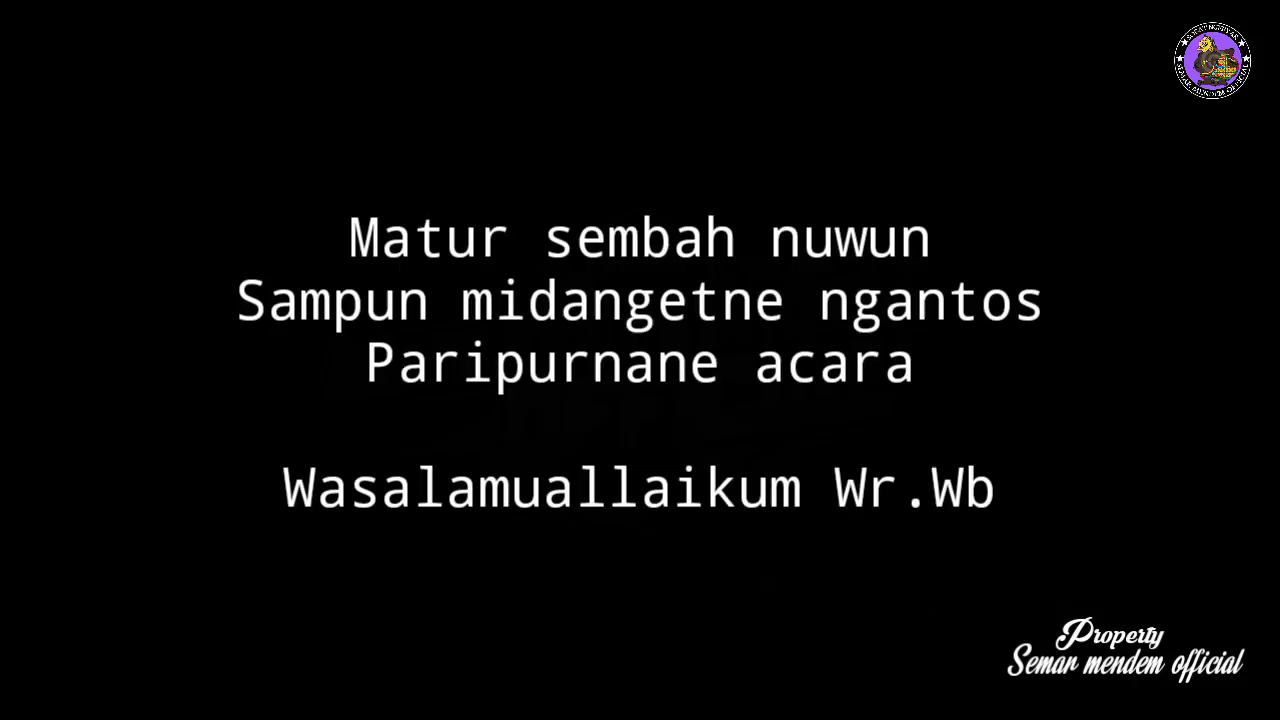 Matur sembah nuwun
Sampun midangetne ngantos
Paripurnane acara
Wasalamuallaikum Wr.Wb
Property
Semar mendem official